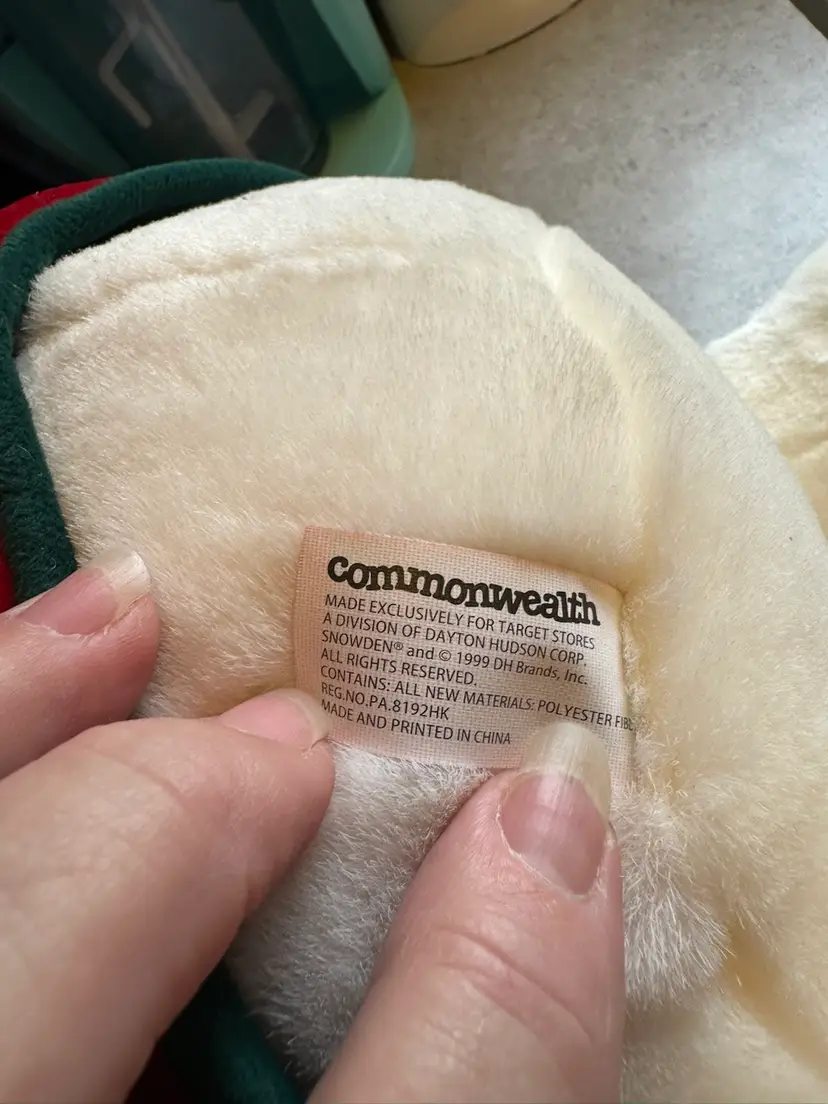 commonwealth
MADE EXCLUSIVELY FOR TARGET STORES
A DIVISION OF DAYTON HUDSON CORP.
SNOWDEN® and © 1999 DH Brands, Inc.
ALL RIGHTS RESERVED.
CONTAINS: ALL NEW MATERIALS: POLYESTER
REG.NO.PA.8192HK
MADE AND PRINTED IN CHINA